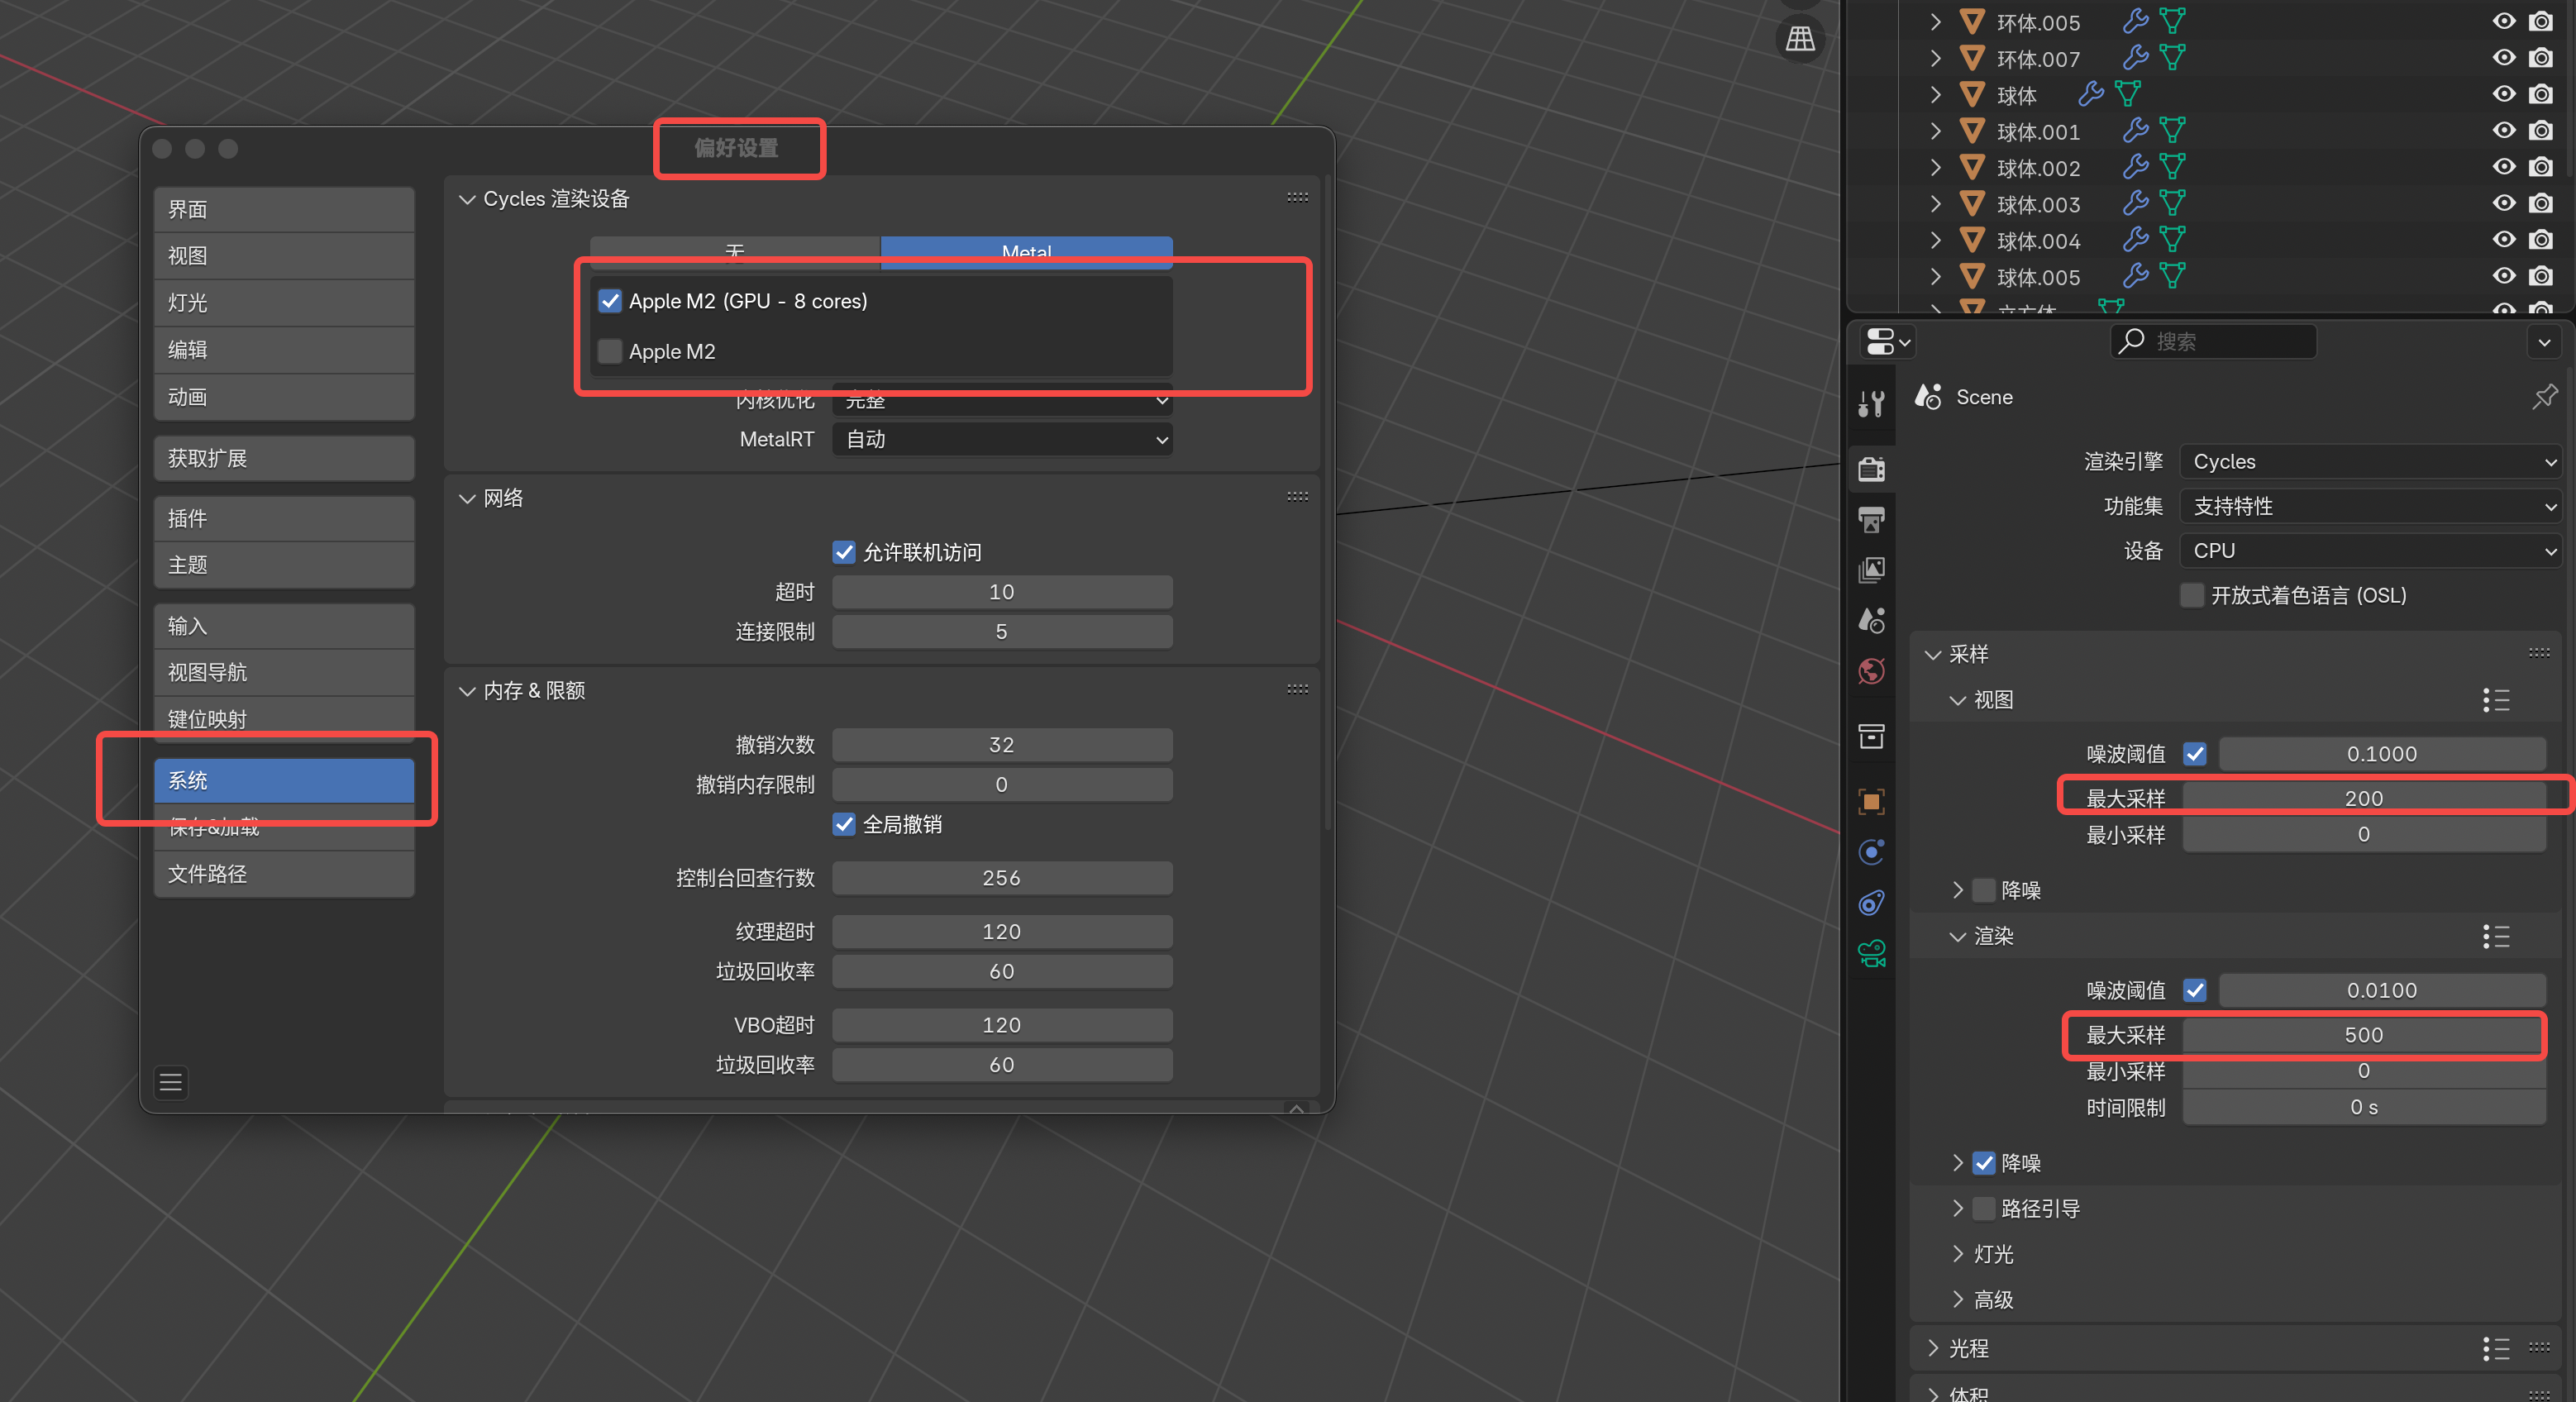 偏好设置
界面
视图
灯光
编辑
动画
获取扩展
插件
主题
输入
视图导航
键位映射
系统
保存&加载
文件路径
Cycles 渲染设备
无
Metal
Apple M2 (GPU - 8 cores)
Apple M2
内核优化 完整
MetalRT 自动
网络
允许联机访问
超时 10
连接限制 5
内存 & 限额
撤销次数 32
撤销内存限制 0
全局撤销
控制台回查行数 256
纹理超时 120
垃圾回收率 60
VBO超时 120
垃圾回收率 60
环体.005
环体.007
球体
球体.001
球体.002
球体.003
球体.004
球体.005
立方体
搜索
Scene
渲染引擎 Cycles
功能集 支持特性
设备 CPU
开放式着色语言 (OSL)
采样
视图
噪波阈值 0.1000
最大采样 200
最小采样 0
降噪
渲染
噪波阈值 0.0100
最大采样 500
最小采样 0
时间限制 0 s
降噪
路径引导
灯光
高级
光程
体积